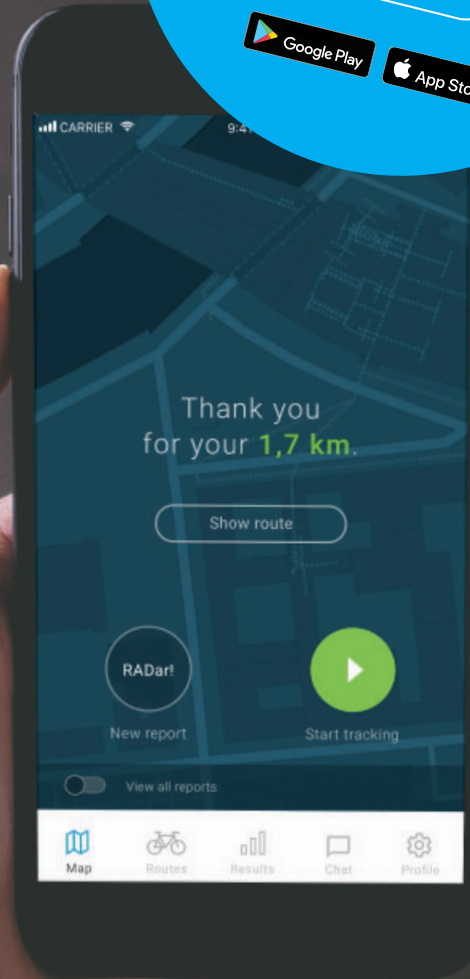 Google Play
App Sto
CARRIER
9:41
Thank you
for your 1,7 km.
Show route
RADar!
New report
Start tracking
View all reports
Map
Routes
Results
Chat
Profile